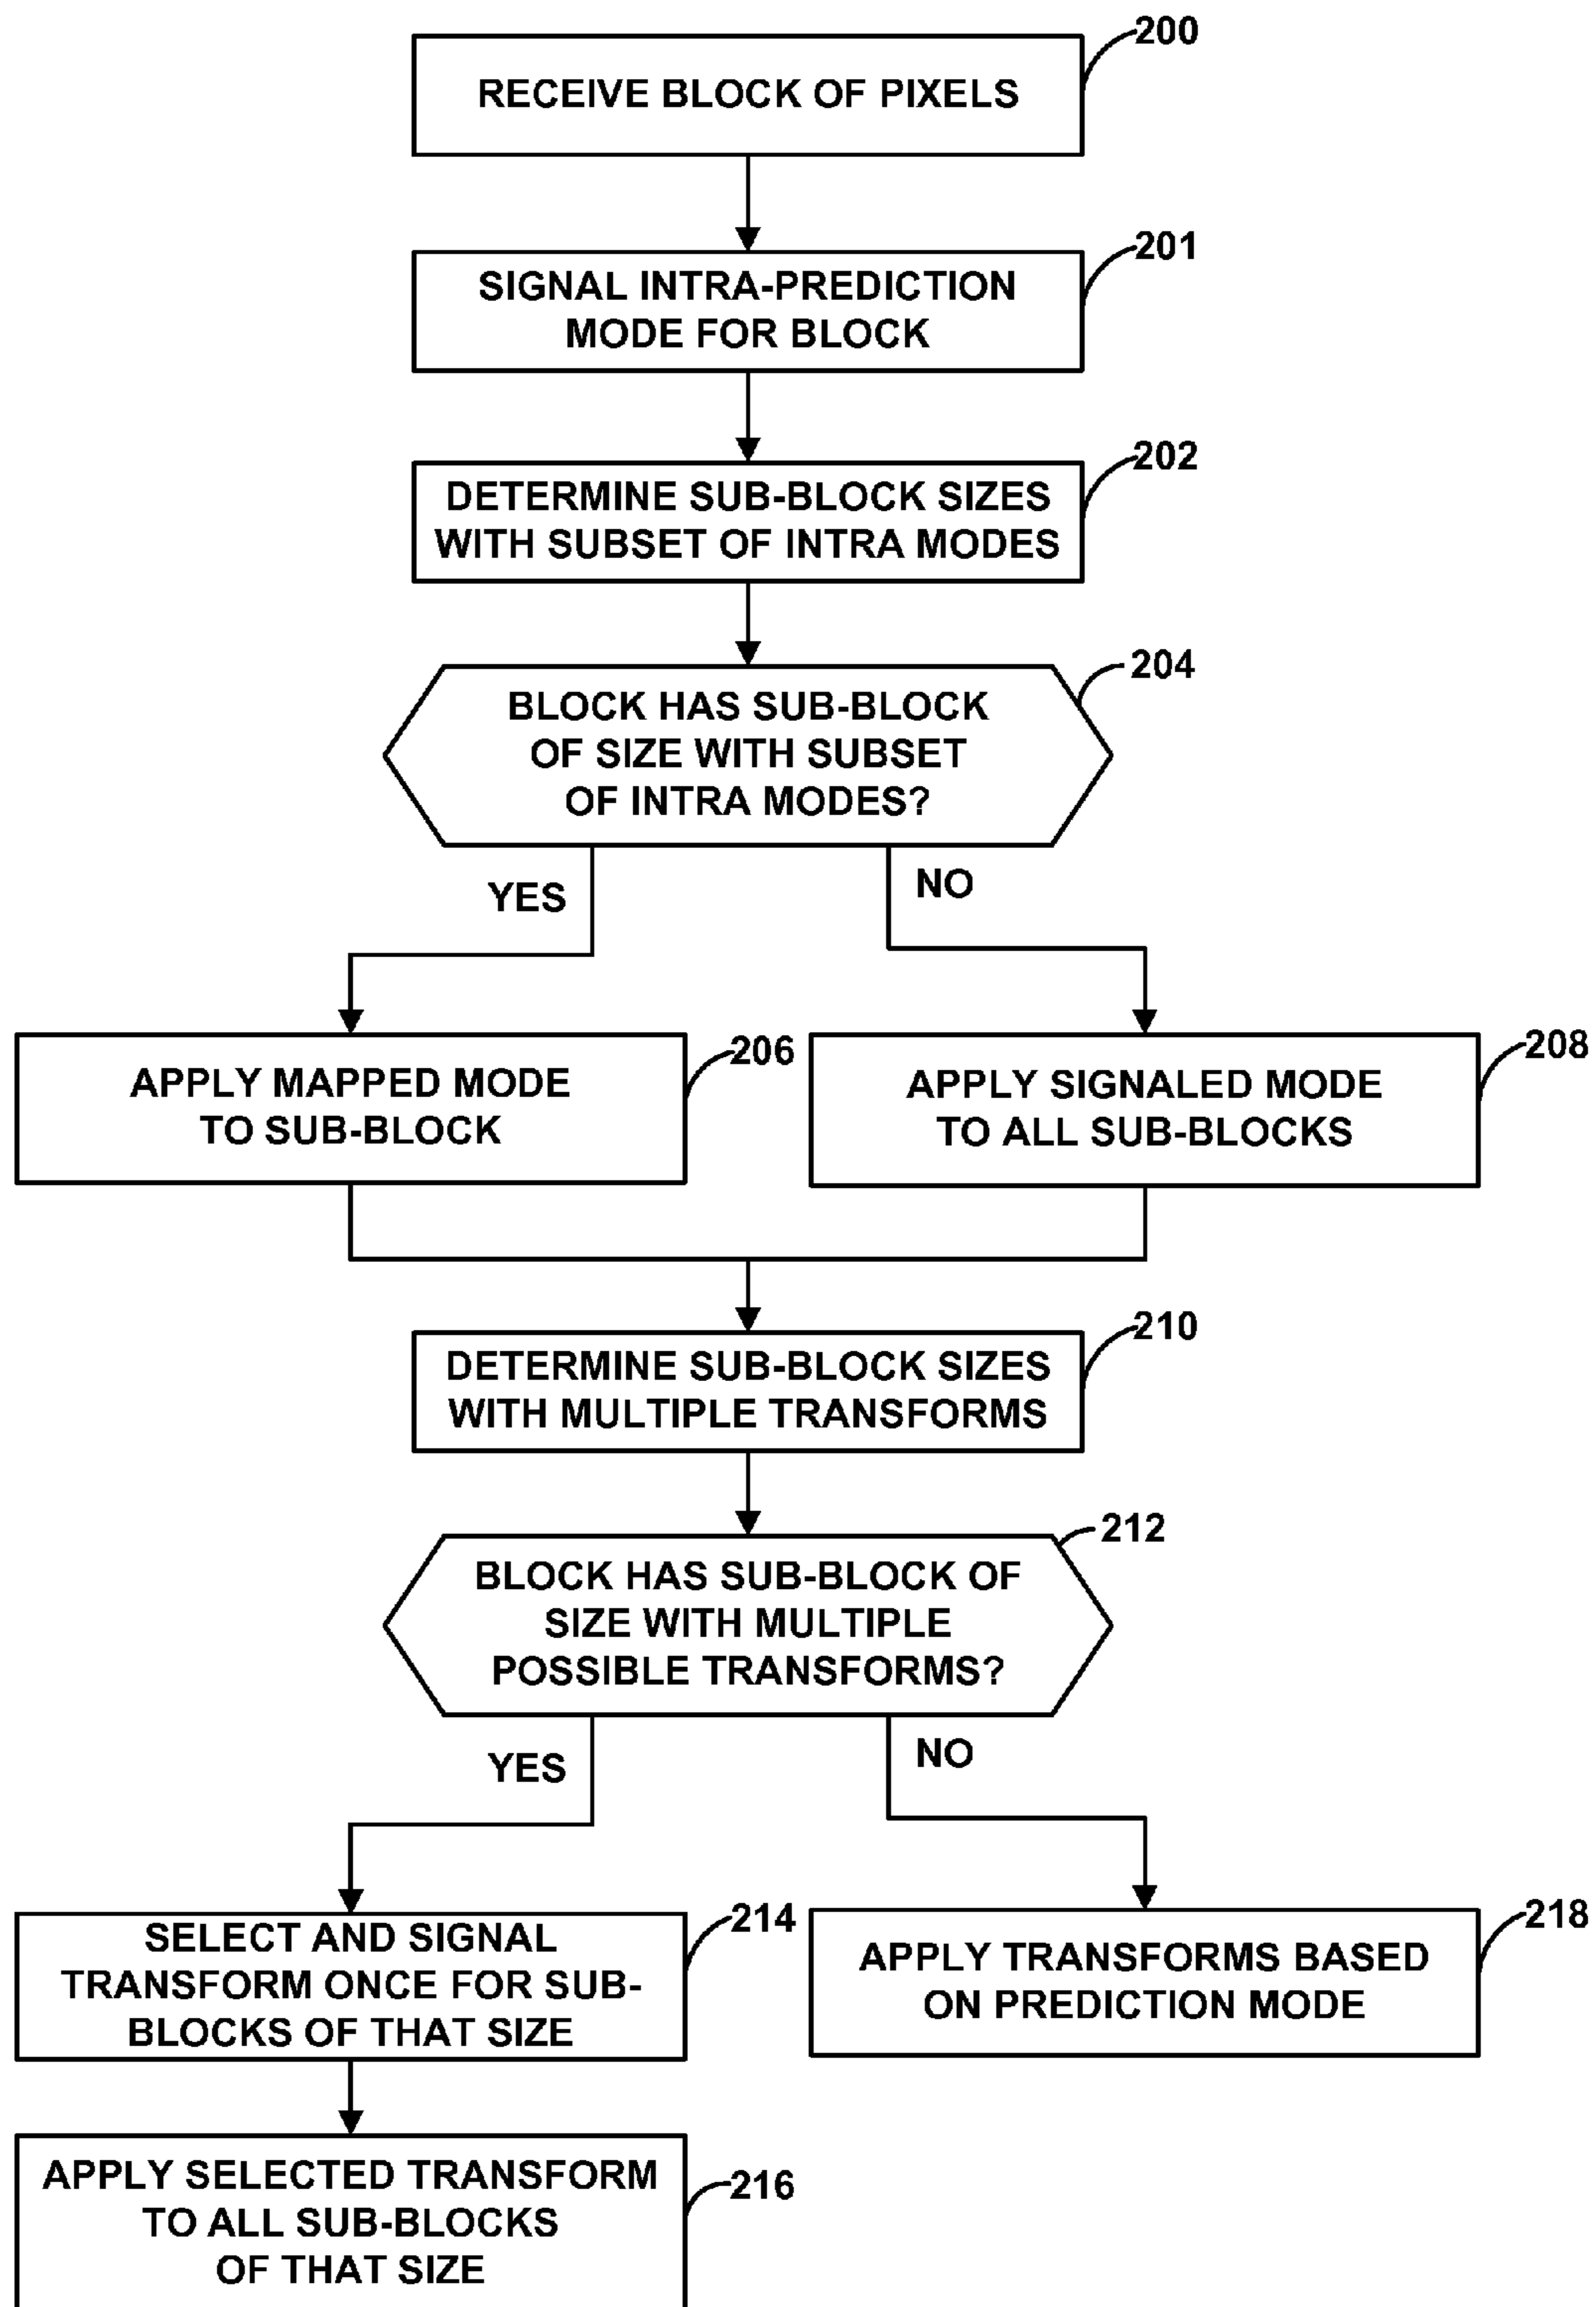 200
RECEIVE BLOCK OF PIXELS
201
SIGNAL INTRA-PREDICTION
MODE FOR BLOCK
202
DETERMINE SUB-BLOCK SIZES
WITH SUBSET OF INTRA MODES
204
BLOCK HAS SUB-BLOCK
OF SIZE WITH SUBSET
OF INTRA MODES?
YES
NO
206
APPLY MAPPED MODE
TO SUB-BLOCK
208
APPLY SIGNALED MODE
TO ALL SUB-BLOCKS
210
DETERMINE SUB-BLOCK SIZES
WITH MULTIPLE TRANSFORMS
212
BLOCK HAS SUB-BLOCK OF
SIZE WITH MULTIPLE
POSSIBLE TRANSFORMS?
YES
NO
214
SELECT AND SIGNAL
TRANSFORM ONCE FOR SUB-
BLOCKS OF THAT SIZE
218
APPLY TRANSFORMS BASED
ON PREDICTION MODE
216
APPLY SELECTED TRANSFORM
TO ALL SUB-BLOCKS
OF THAT SIZE